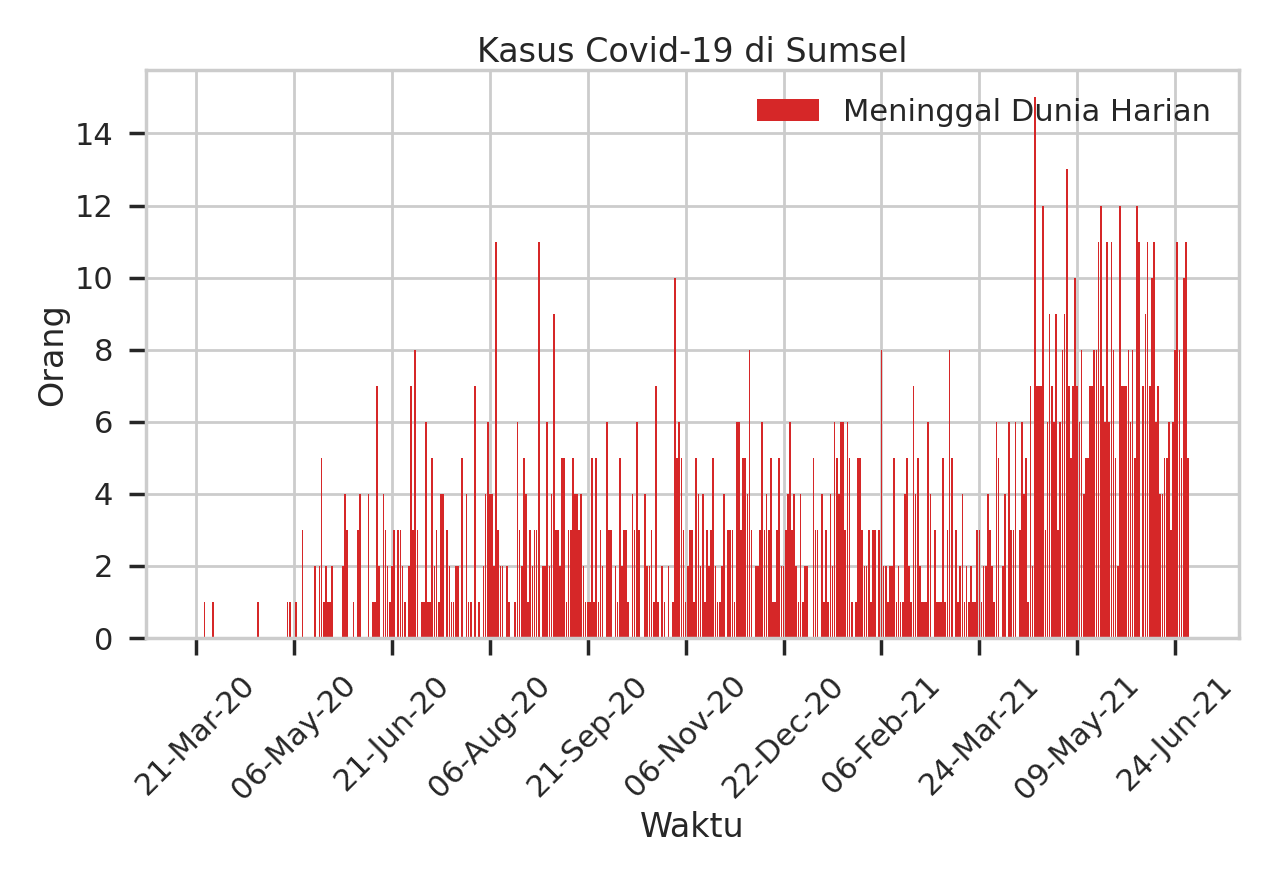 Kasus Covid-19 di Sumsel
Meninggal Dunia Harian
Orang
14
12
10
8
6
4
2
0
21-Mar-20
06-May-20
21-Jun-20
06-Aug-20
21-Sep-20
06-Nov-20
22-Dec-20
06-Feb-21
24-Mar-21
09-May-21
24-Jun-21
Waktu